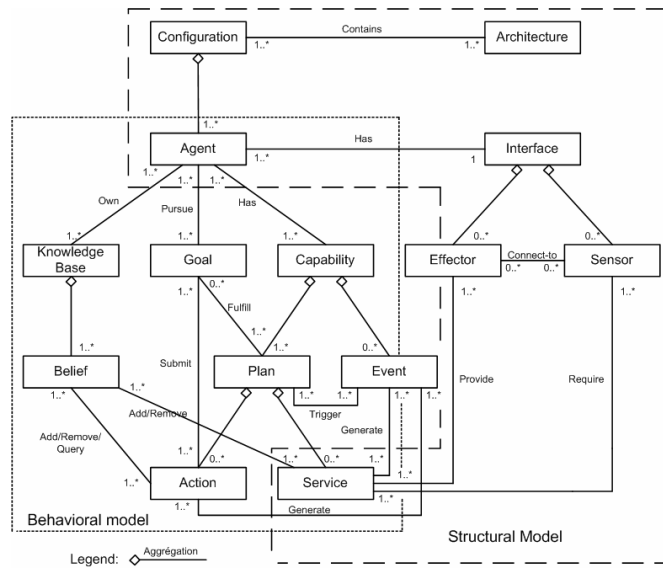 Configuration
Contains
1..*
1..*
Architecture
1..*
Agent
1..*
Has
1
Interface
1..*
1..*
1..*
Own
Pursue
Has
1..*
1..*
1..*
0..*
0..*
Knowledge
Base
Goal
Capability
Effector
Connect-to
0..*
0..*
Sensor
1..*
0..*
1..*
1..*
Fulfill
1..*
1..*
0..*
Belief
Submit
Plan
Event
Provide
Require
1..*
1..*
1..*
1..*
1..*
1..*
Trigger
Add/Remove
Generate
Add/Remove/
Query
1..*
0..*
1..*
0..*
1..*
1..*
1..*
Action
Service
1..*
1..*
Generate
Behavioral model
Structural Model
Legend:
Aggrégation